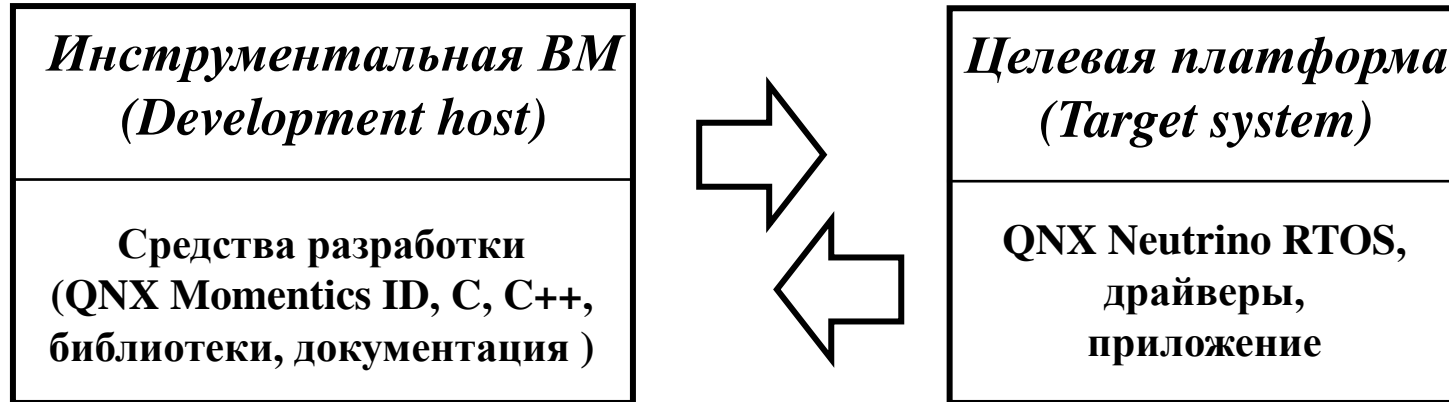 Инструментальная ВМ
(Development host)
Средства разработки
(QNX Momentics ID, C, C++,
библиотеки, документация )
Целевая платформа
(Target system)
QNX Neutrino RTOS,
драйверы,
приложение